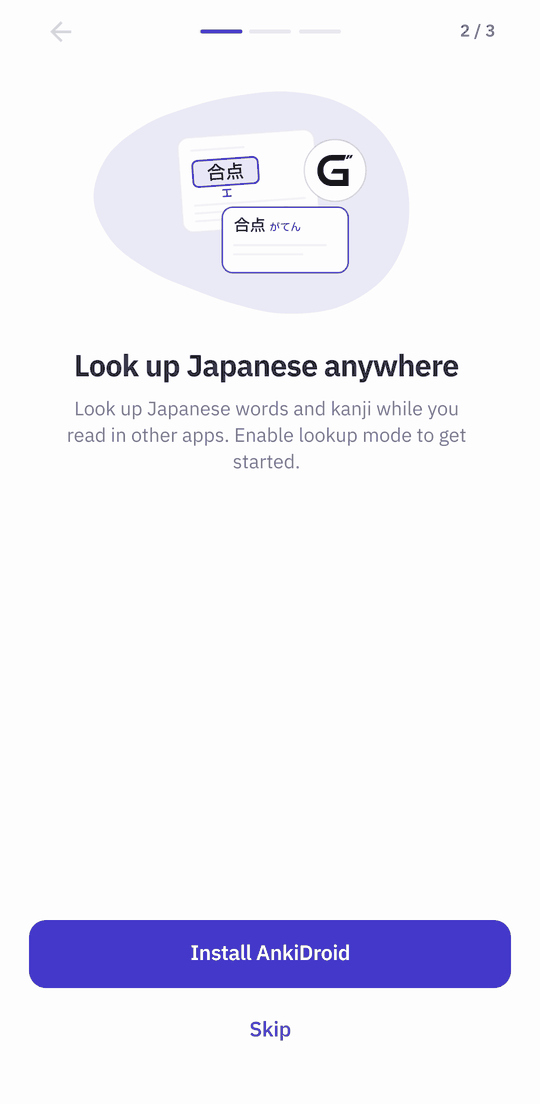 2 / 3
合点
G
合点 がてん
Look up Japanese anywhere
Look up Japanese words and kanji while you
read in other apps. Enable lookup mode to get
started.
Install AnkiDroid
Skip